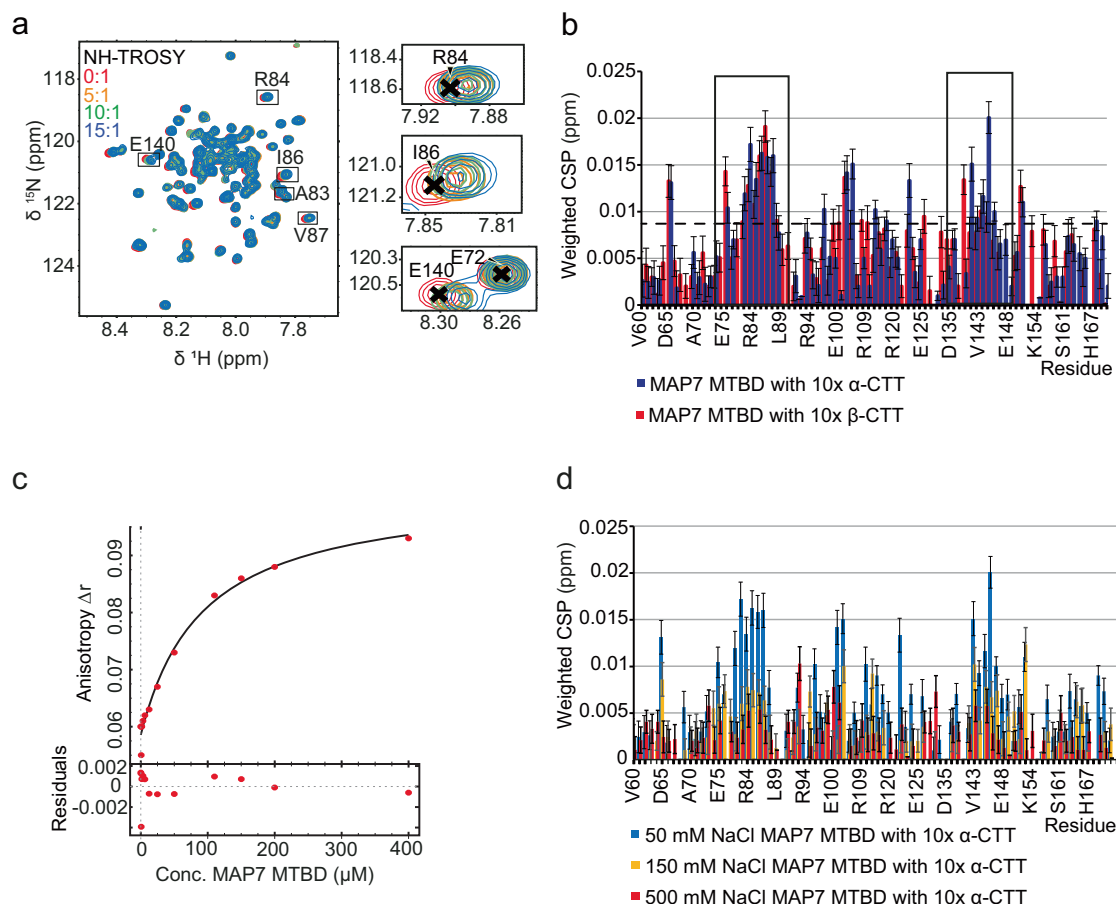 a
NH-TROSY
0:1
5:1
10:1
15:1
R84
E140
I86
A83
V87
118
120
122
124
δ ¹⁵N (ppm)
8.4
8.2
8.0
7.8
δ ¹H (ppm)
118.4
118.6
R84
7.92
7.88
121.0
121.2
I86
7.85
7.81
120.3
120.5
E140
E72
8.30
8.26
b
Weighted CSP (ppm)
0.025
0.02
0.015
0.01
0.005
0
V60
D65
A70
E75
R84
L89
R94
E100
R109
R120
E125
D135
V143
E148
K154
S161
H167
Residue
MAP7 MTBD with 10x α-CTT
MAP7 MTBD with 10x β-CTT
c
Anisotropy Δr
0.09
0.08
0.07
0.06
Residuals
0.002
0
-0.002
0
100
200
300
400
Conc. MAP7 MTBD (µM)
d
Weighted CSP (ppm)
0.025
0.02
0.015
0.01
0.005
0
V60
D65
A70
E75
R84
L89
R94
E100
R109
R120
E125
D135
V143
E148
K154
S161
H167
Residue
50 mM NaCl MAP7 MTBD with 10x α-CTT
150 mM NaCl MAP7 MTBD with 10x α-CTT
500 mM NaCl MAP7 MTBD with 10x α-CTT